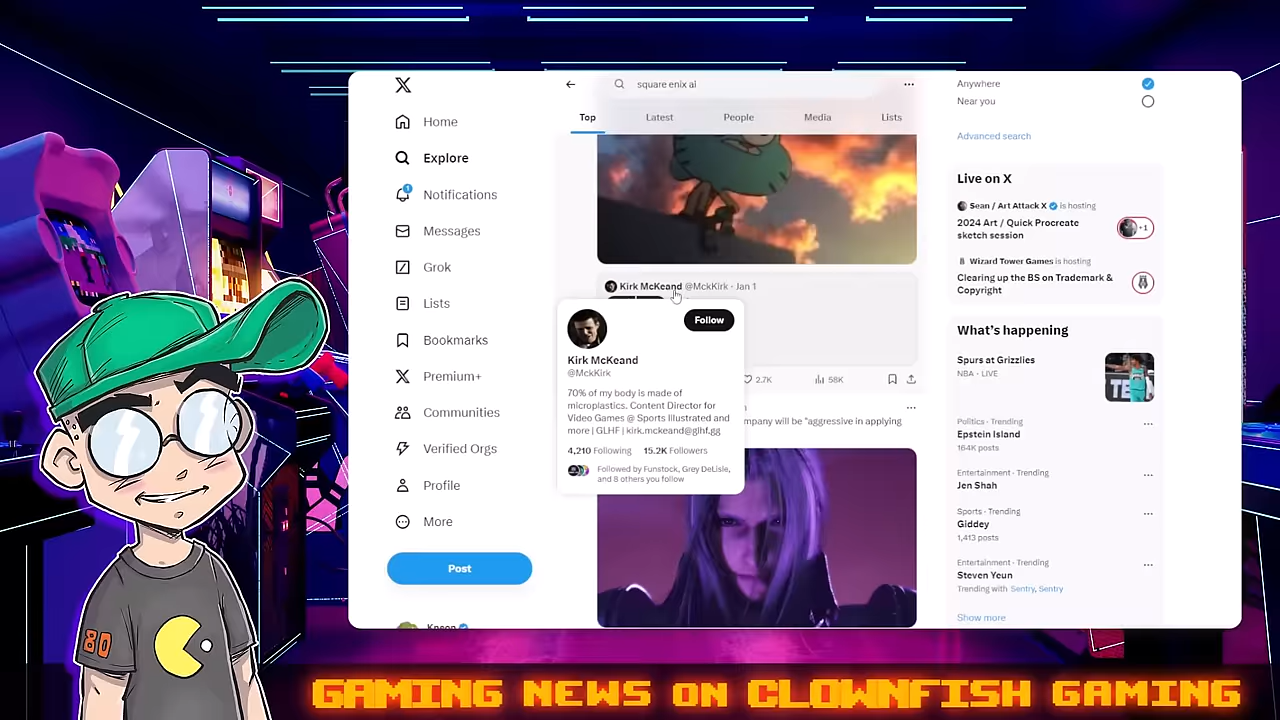 X
Home
Explore
1
Notifications
Messages
Grok
Lists
Bookmarks
Premium+
Communities
Verified Orgs
Profile
More
Post
Kneon
square enix ai
Top
Latest
People
Media
Lists
Kirk McKeand @MckKirk · Jan 1
Follow
Kirk McKeand
@MckKirk
70% of my body is made of
microplastics. Content Director for
Video Games @ Sports Illustrated and
more | GLHF | kirk.mckeand@glhf.gg
4,210 Following 15.2K Followers
Followed by Funstock, Grey DeLisle,
and 8 others you follow
2.7K
58K
mpany will be "aggressive in applying
Anywhere
Near you
Advanced search
Live on X
Sean / Art Attack X is hosting
2024 Art / Quick Procreate
sketch session
+1
Wizard Tower Games is hosting
Clearing up the BS on Trademark &
Copyright
What's happening
Spurs at Grizzlies
NBA · LIVE
Politics · Trending
Epstein Island
164K posts
Entertainment · Trending
Jen Shah
Sports · Trending
Giddey
1,413 posts
Entertainment · Trending
Steven Yeun
Trending with Sentry, Sentry
Show more
80
GAMING NEWS ON CLOWNFISH GAMING